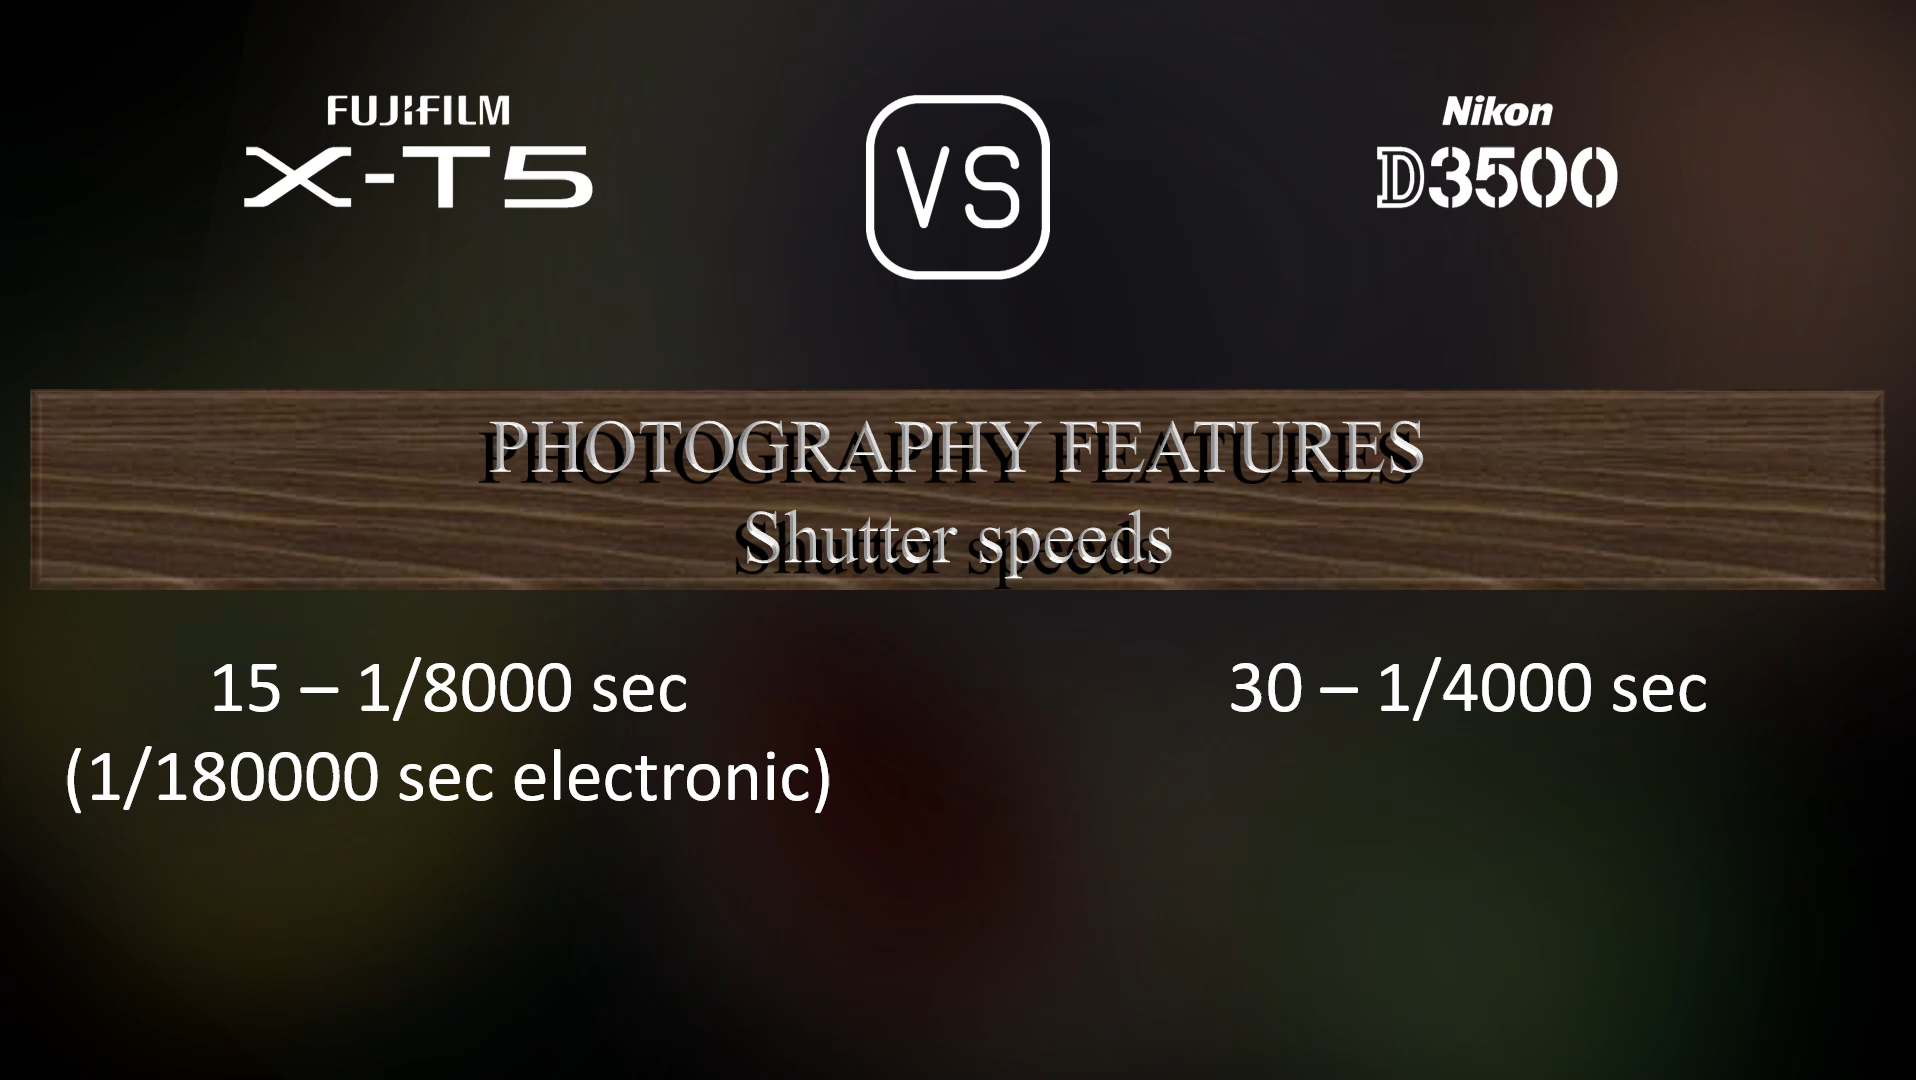 FUJIFILM
X-T5
VS
Nikon
D3500
PHOTOGRAPHY FEATURES
Shutter speeds
15 – 1/8000 sec
(1/180000 sec electronic)
30 – 1/4000 sec